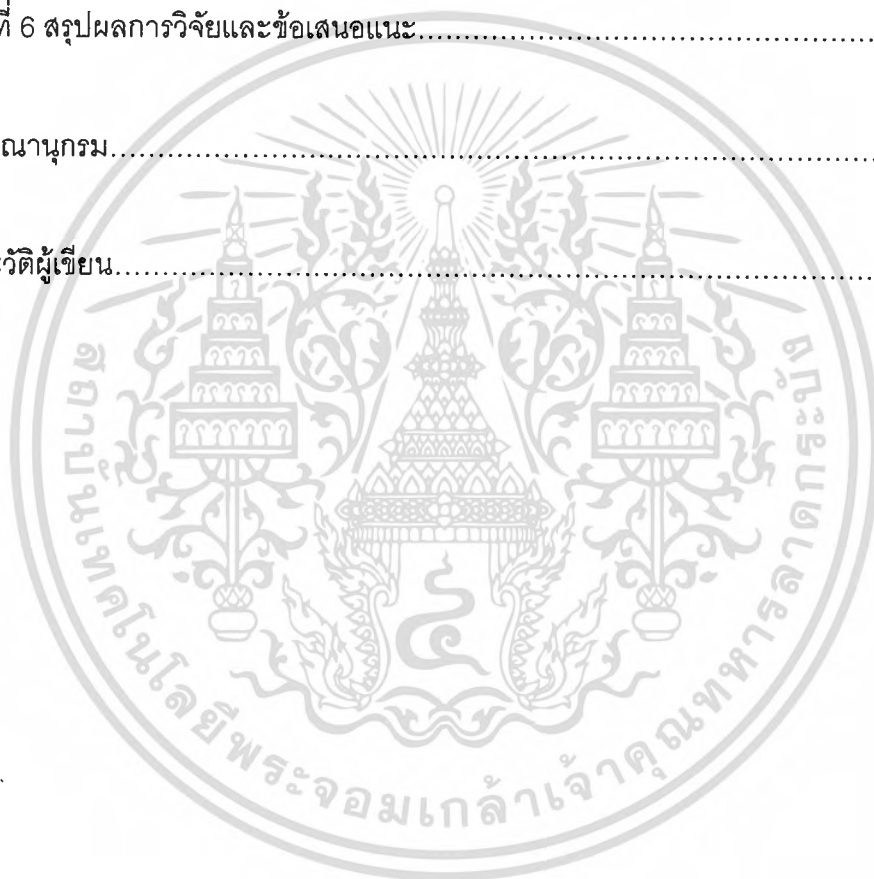 ที่ 6 สรุปผลการวิจัยและข้อเสนอแนะ....................................................
ณานุกรม....................................................................................
วัติผู้เขียน....................................................................................
สถาบันเทคโนโลยีพระจอมเกล้าเจ้าคุณทหารลาดกระบัง
๔